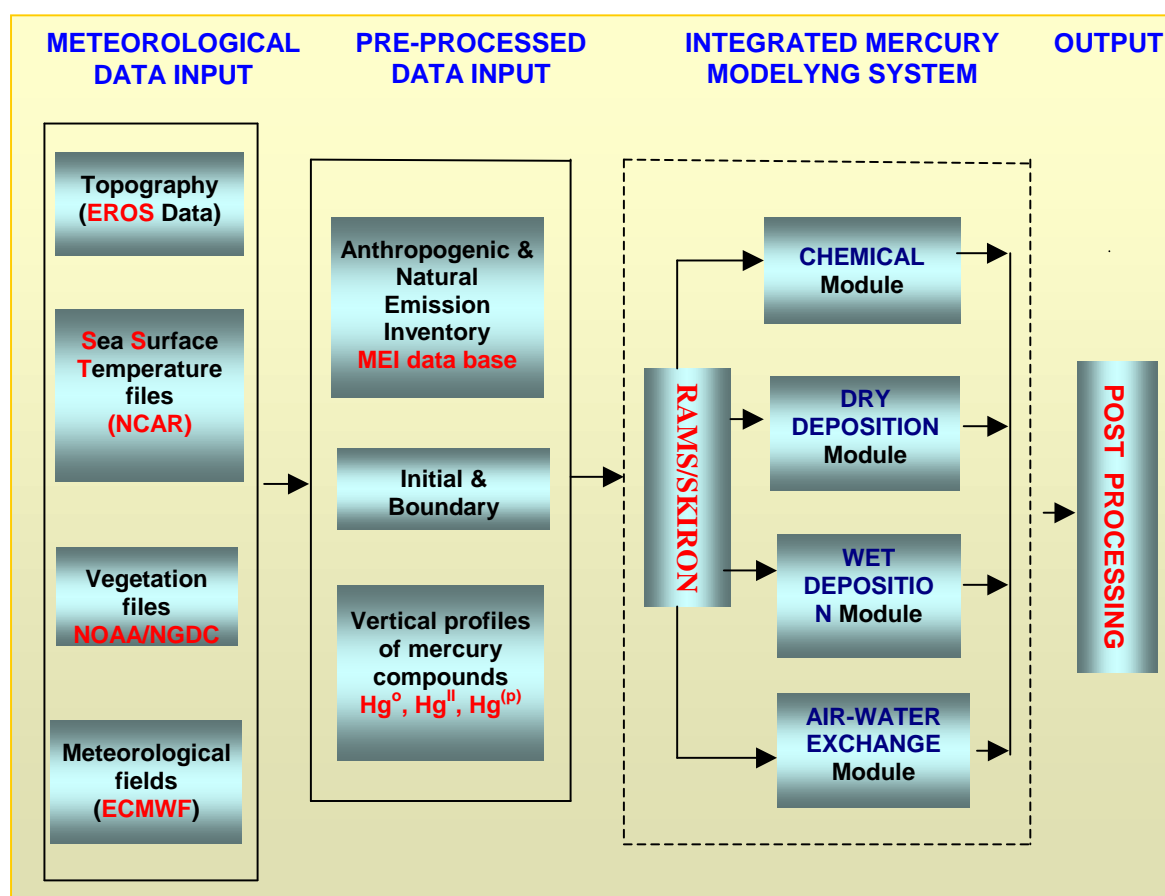 METEOROLOGICAL
DATA INPUT
PRE-PROCESSED
DATA INPUT
INTEGRATED MERCURY
MODELYNG SYSTEM
OUTPUT
Topography
(EROS Data)
Sea Surface
Temperature
files
(NCAR)
Vegetation
files
NOAA/NGDC
Meteorological
fields
(ECMWF)
Anthropogenic &
Natural
Emission
Inventory
MEI data base
Initial &
Boundary
Vertical profiles
of mercury
compounds
Hg^o, Hg^II, Hg^(p)
RAMS/SKIRON
CHEMICAL
Module
DRY
DEPOSITION
Module
WET
DEPOSITIO
N Module
AIR-WATER
EXCHANGE
Module
POST PROCESSING